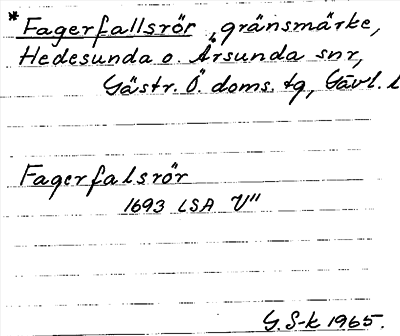 *Fagerfallsrör, gränsmärke,
Hedesunda o. Årsunda snr,
Gästr. Ö. doms. tg, Gävl. l
Fagerfalsrör
1693 LSA V"
G. S-k 1965.